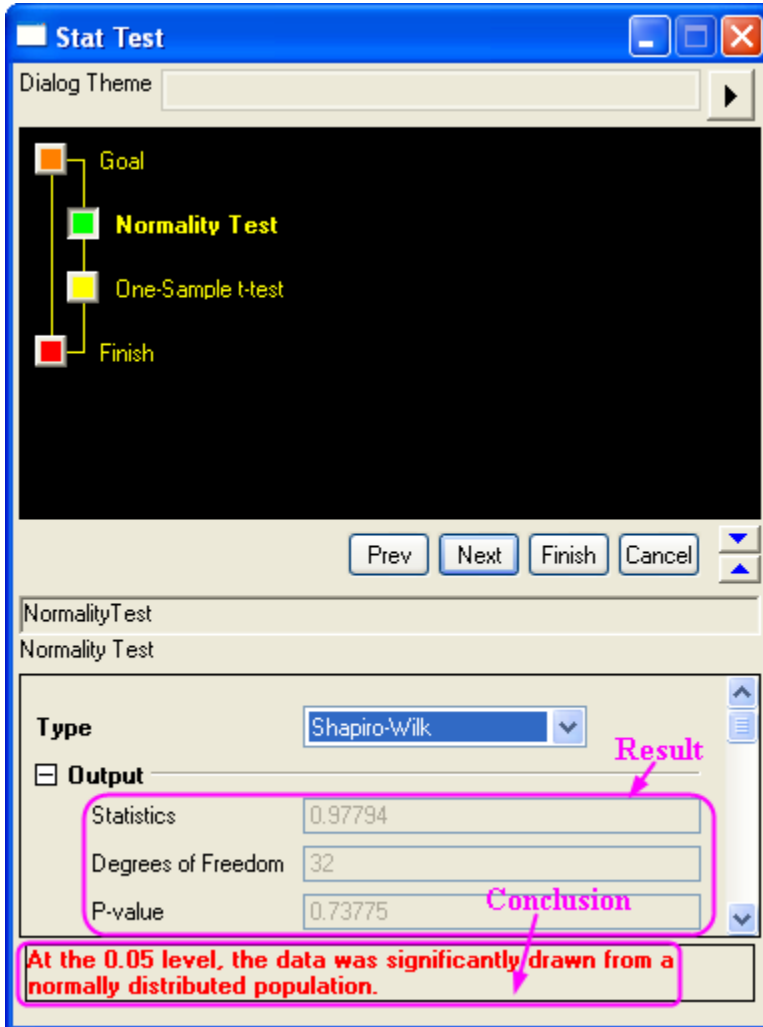 Stat Test
Dialog Theme
Goal
Normality Test
One-Sample t-test
Finish
Prev Next Finish Cancel
NormalityTest
Normality Test
Type Shapiro-Wilk
Result
Output
Statistics 0.97794
Degrees of Freedom 32
P-value 0.73775
Conclusion
At the 0.05 level, the data was significantly drawn from a
normally distributed population.